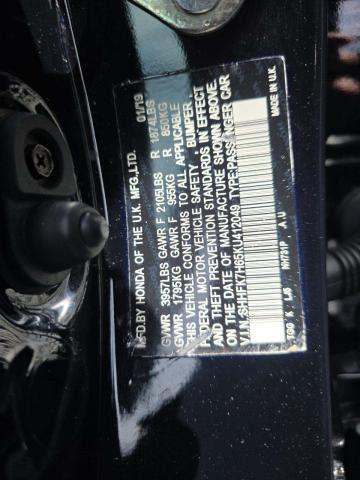 MFD.BY HONDA OF THE U.K. MFG.,LTD. 01/19
GVWR 3957LBS GAWR F 2105LBS R 1874LBS
GVWR 1795KG GAWR F 955KG R 850KG
THIS VEHICLE CONFORMS TO ALL APPLICABLE
FEDERAL MOTOR VEHICLE SAFETY, BUMPER,
AND THEFT PREVENTION STANDARDS IN EFFECT
ON THE DATE OF MANUFACTURE SHOWN ABOVE.
V.I.N.:SHHFK7H65KU412049 TYPE:PASSENGER CAR
NH731P A U
MADE IN U.K.